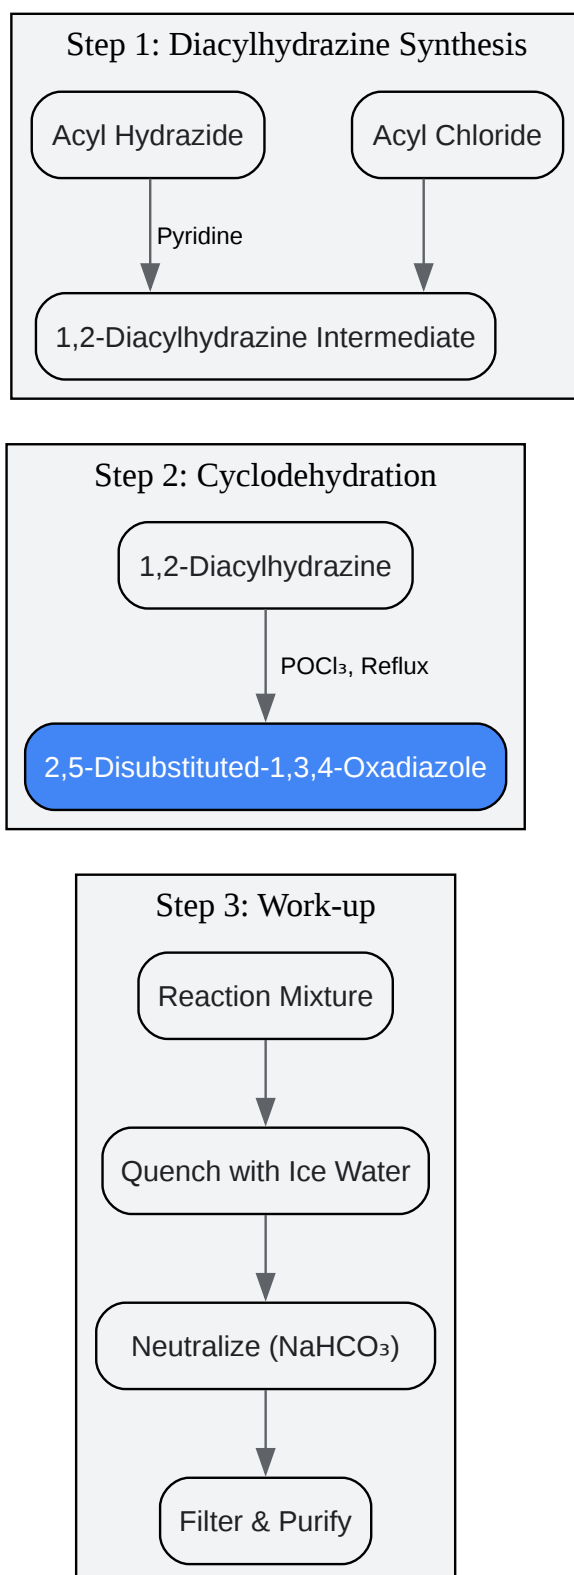 Step 1: Diacylhydrazine Synthesis
Acyl Hydrazide
Acyl Chloride
Pyridine
1,2-Diacylhydrazine Intermediate
Step 2: Cyclodehydration
1,2-Diacylhydrazine
POCl₃, Reflux
2,5-Disubstituted-1,3,4-Oxadiazole
Step 3: Work-up
Reaction Mixture
Quench with Ice Water
Neutralize (NaHCO₃)
Filter & Purify